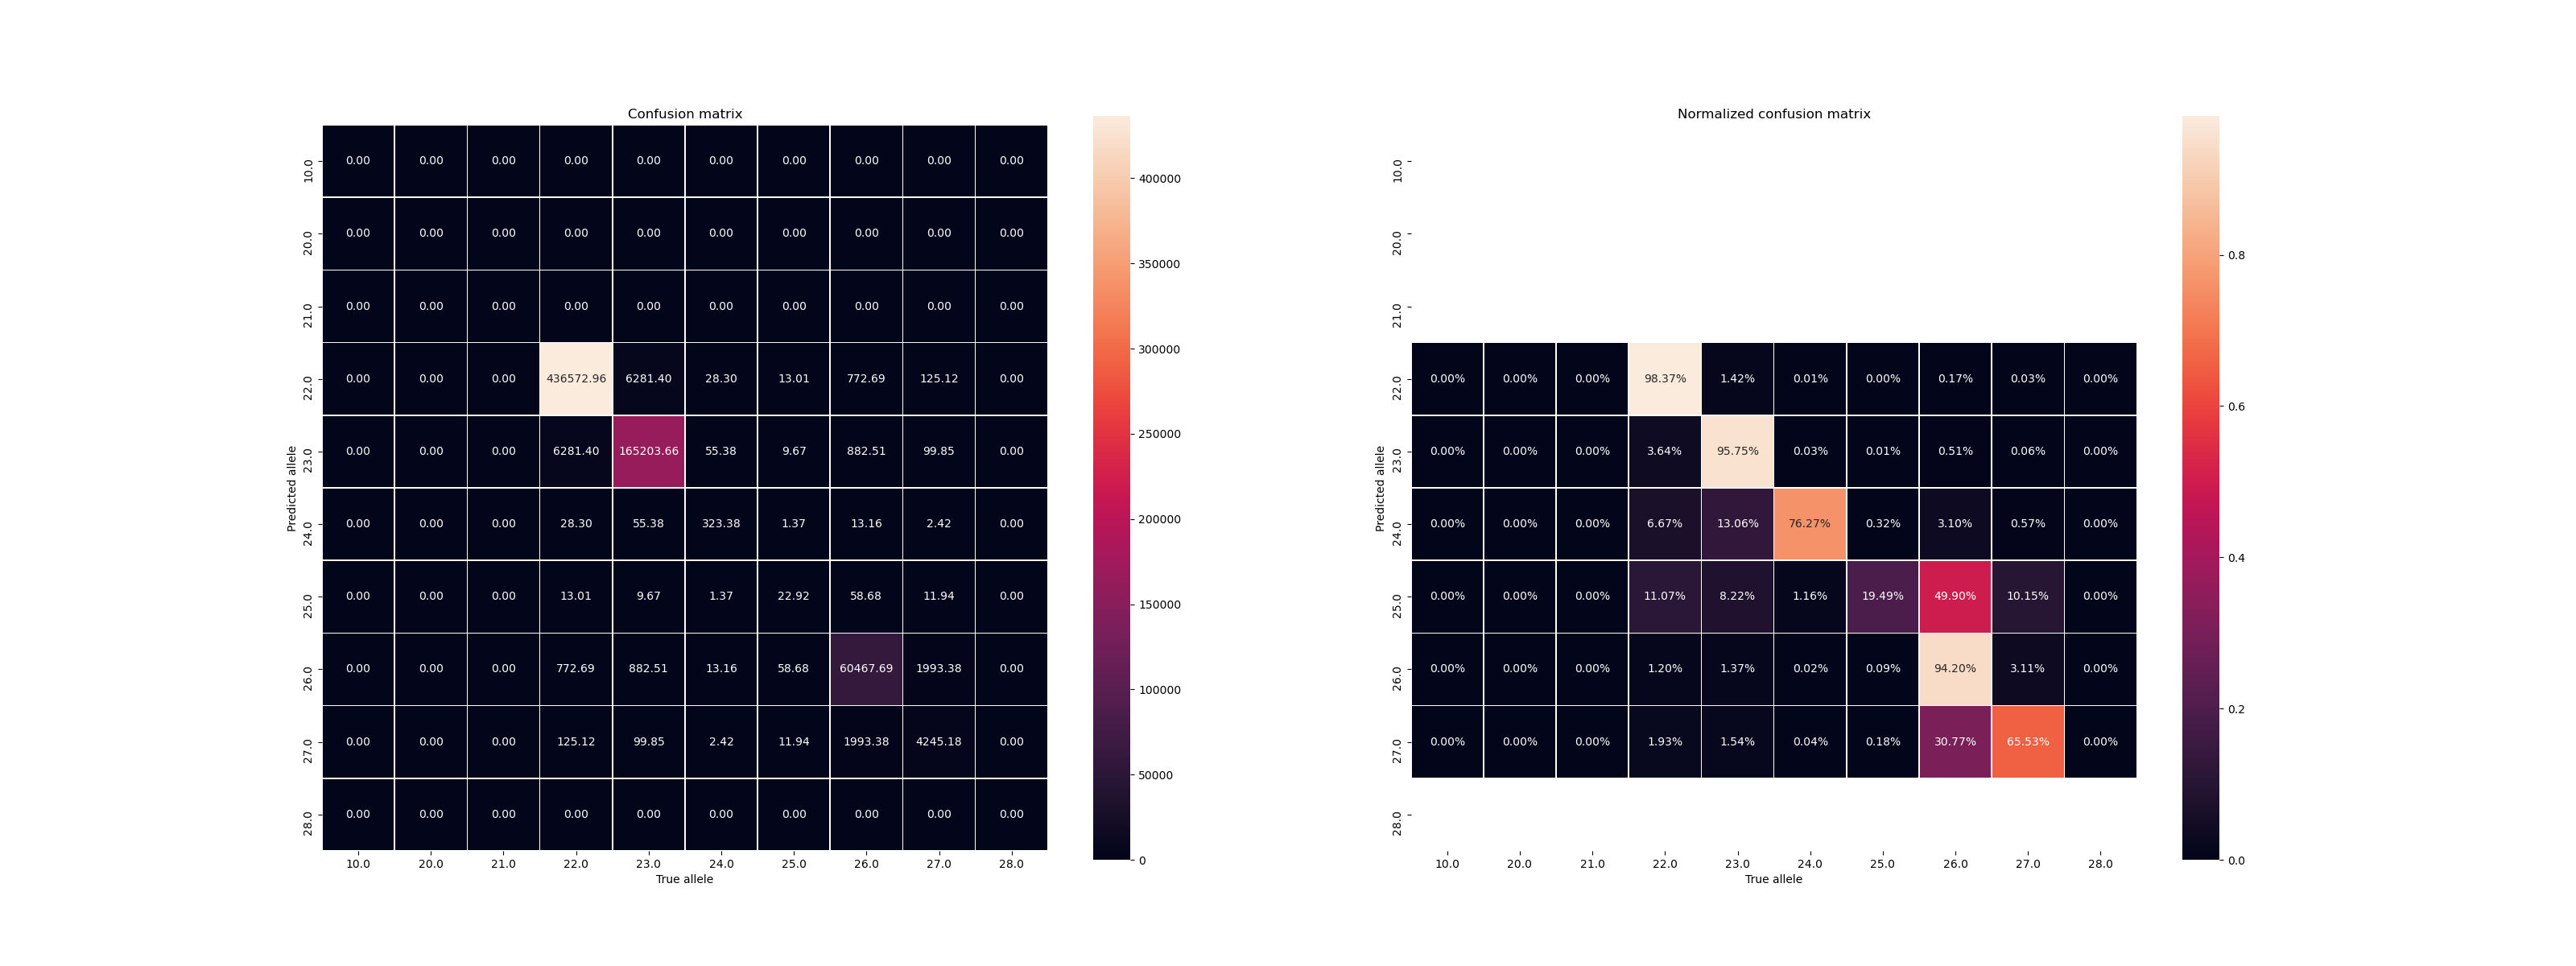 Confusion matrix
10.0 0.00 0.00 0.00 0.00 0.00 0.00 0.00 0.00 0.00 0.00
20.0 0.00 0.00 0.00 0.00 0.00 0.00 0.00 0.00 0.00 0.00
21.0 0.00 0.00 0.00 0.00 0.00 0.00 0.00 0.00 0.00 0.00
22.0 0.00 0.00 0.00 436572.96 6281.40 28.30 13.01 772.69 125.12 0.00
23.0 0.00 0.00 0.00 6281.40 165203.66 55.38 9.67 882.51 99.85 0.00
24.0 0.00 0.00 0.00 28.30 55.38 323.38 1.37 13.16 2.42 0.00
25.0 0.00 0.00 0.00 13.01 9.67 1.37 22.92 58.68 11.94 0.00
26.0 0.00 0.00 0.00 772.69 882.51 13.16 58.68 60467.69 1993.38 0.00
27.0 0.00 0.00 0.00 125.12 99.85 2.42 11.94 1993.38 4245.18 0.00
28.0 0.00 0.00 0.00 0.00 0.00 0.00 0.00 0.00 0.00 0.00
10.0 20.0 21.0 22.0 23.0 24.0 25.0 26.0 27.0 28.0
True allele
Predicted allele
400000
350000
300000
250000
200000
150000
100000
50000
0
Normalized confusion matrix
10.0
20.0
21.0
22.0 0.00% 0.00% 0.00% 98.37% 1.42% 0.01% 0.00% 0.17% 0.03% 0.00%
23.0 0.00% 0.00% 0.00% 3.64% 95.75% 0.03% 0.01% 0.51% 0.06% 0.00%
24.0 0.00% 0.00% 0.00% 6.67% 13.06% 76.27% 0.32% 3.10% 0.57% 0.00%
25.0 0.00% 0.00% 0.00% 11.07% 8.22% 1.16% 19.49% 49.90% 10.15% 0.00%
26.0 0.00% 0.00% 0.00% 1.20% 1.37% 0.02% 0.09% 94.20% 3.11% 0.00%
27.0 0.00% 0.00% 0.00% 1.93% 1.54% 0.04% 0.18% 30.77% 65.53% 0.00%
28.0
10.0 20.0 21.0 22.0 23.0 24.0 25.0 26.0 27.0 28.0
True allele
Predicted allele
0.8
0.6
0.4
0.2
0.0